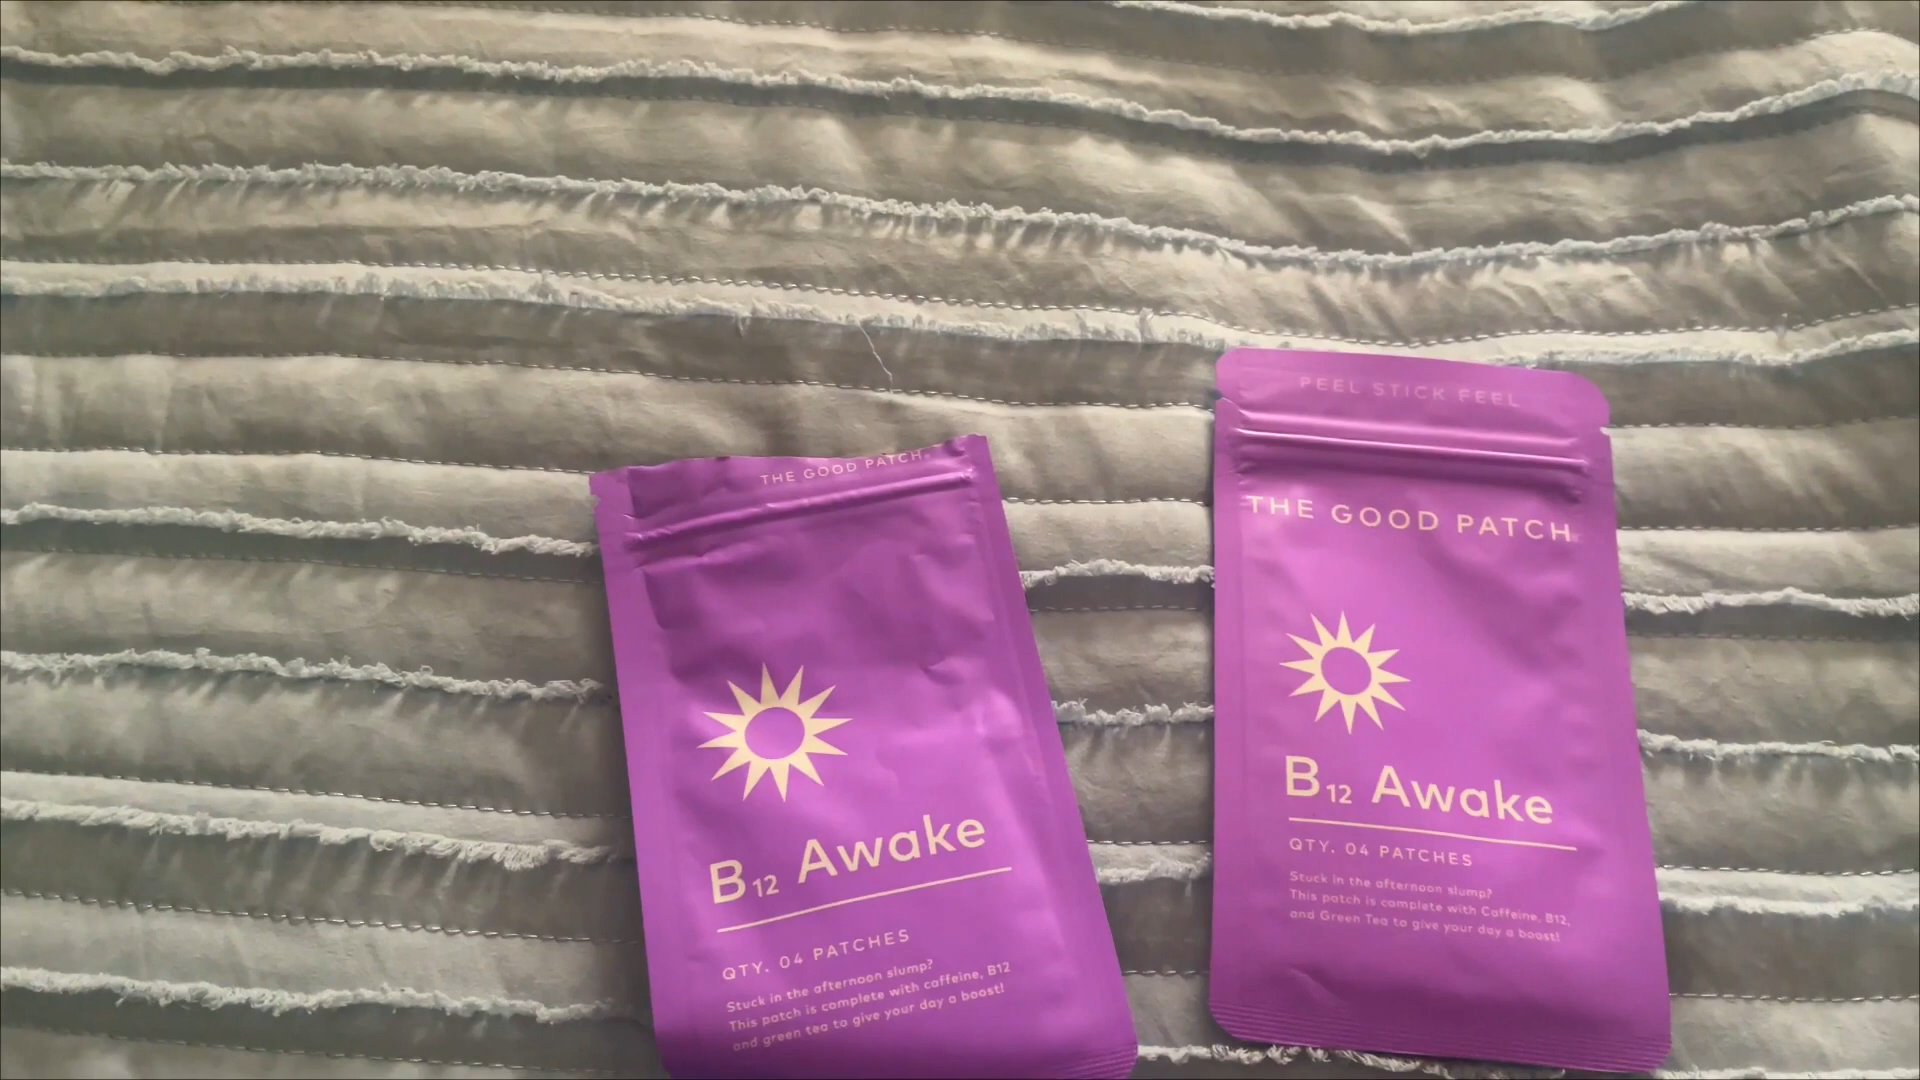 THE GOOD PATCH
B12 Awake
QTY. 04 PATCHES
Stuck in the afternoon slump?
This patch is complete with caffeine, B12
and green tea to give your day a boost!
PEEL STICK FEEL
THE GOOD PATCH
B12 Awake
QTY. 04 PATCHES
Stuck in the afternoon slump?
This patch is complete with Caffeine, B12,
and Green Tea to give your day a boost!